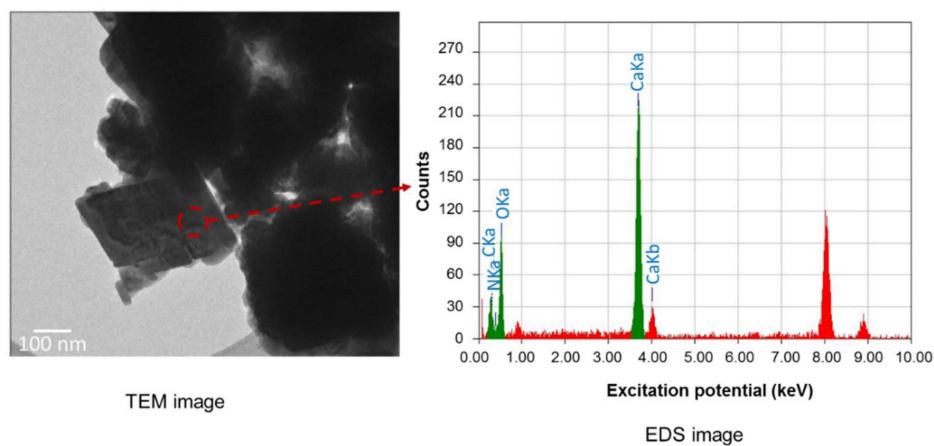 100 nm
TEM image
Counts
270
240
210
180
150
120
90
60
30
0
NKa
CKa
OKa
CaKa
CaKb
0.00 1.00 2.00 3.00 4.00 5.00 6.00 7.00 8.00 9.00 10.00
Excitation potential (keV)
EDS image